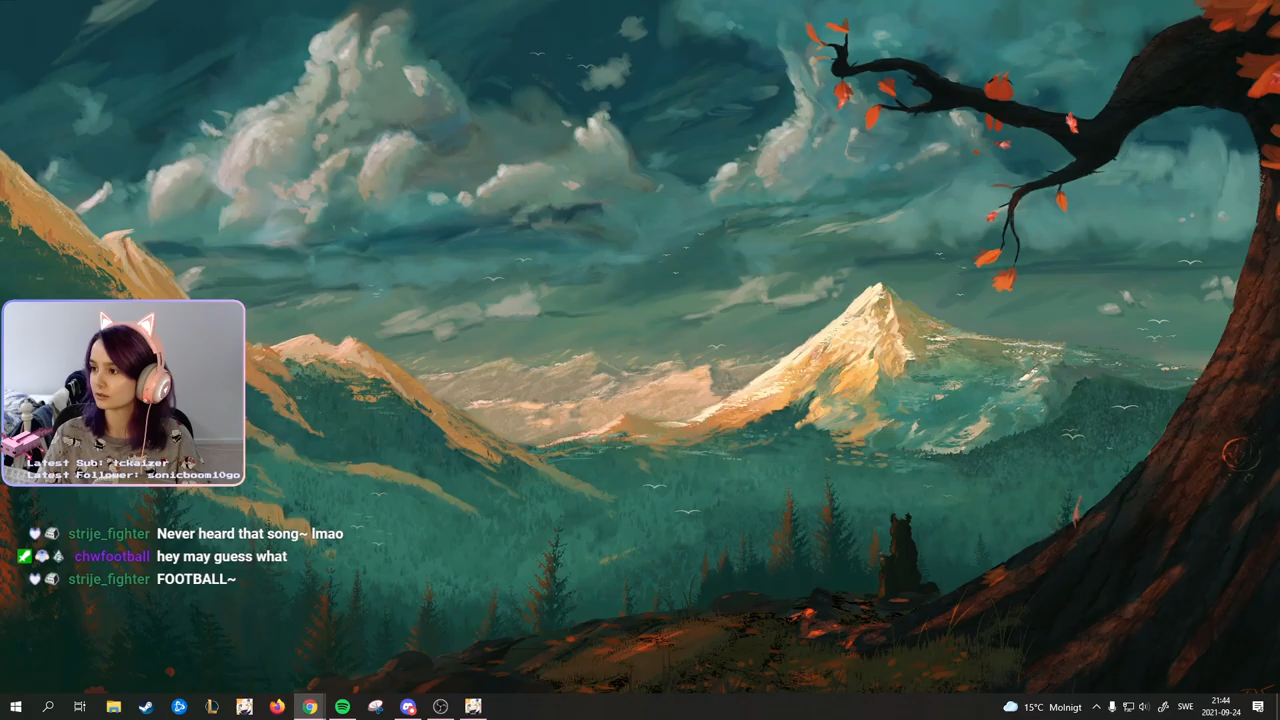 Latest Sub: tckaizer
Latest Follower: sonicboom10go
strije_fighter Never heard that song~ lmao
chwfootball hey may guess what
strije_fighter FOOTBALL~
15°C Molnigt
SWE
21:44
2021-09-24